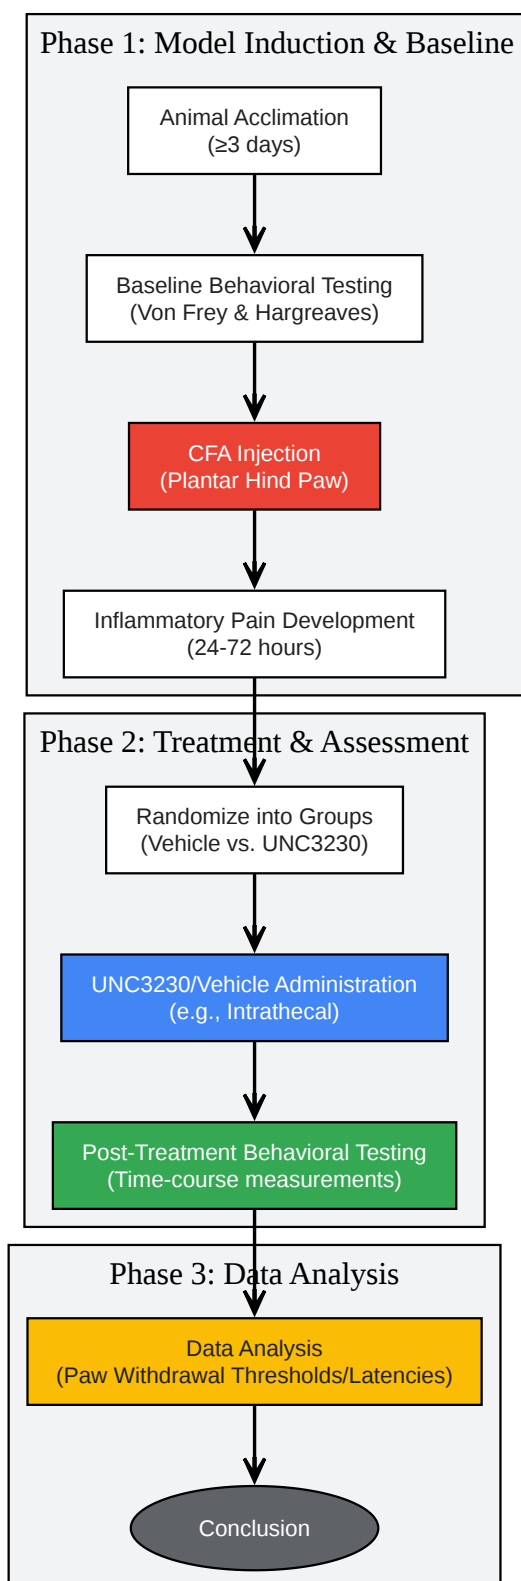 Phase 1: Model Induction & Baseline
Animal Acclimation
(≥3 days)
Baseline Behavioral Testing
(Von Frey & Hargreaves)
CFA Injection
(Plantar Hind Paw)
Inflammatory Pain Development
(24-72 hours)
Phase 2: Treatment & Assessment
Randomize into Groups
(Vehicle vs. UNC3230)
UNC3230/Vehicle Administration
(e.g., Intrathecal)
Post-Treatment Behavioral Testing
(Time-course measurements)
Phase 3: Data Analysis
Data Analysis
(Paw Withdrawal Thresholds/Latencies)
Conclusion